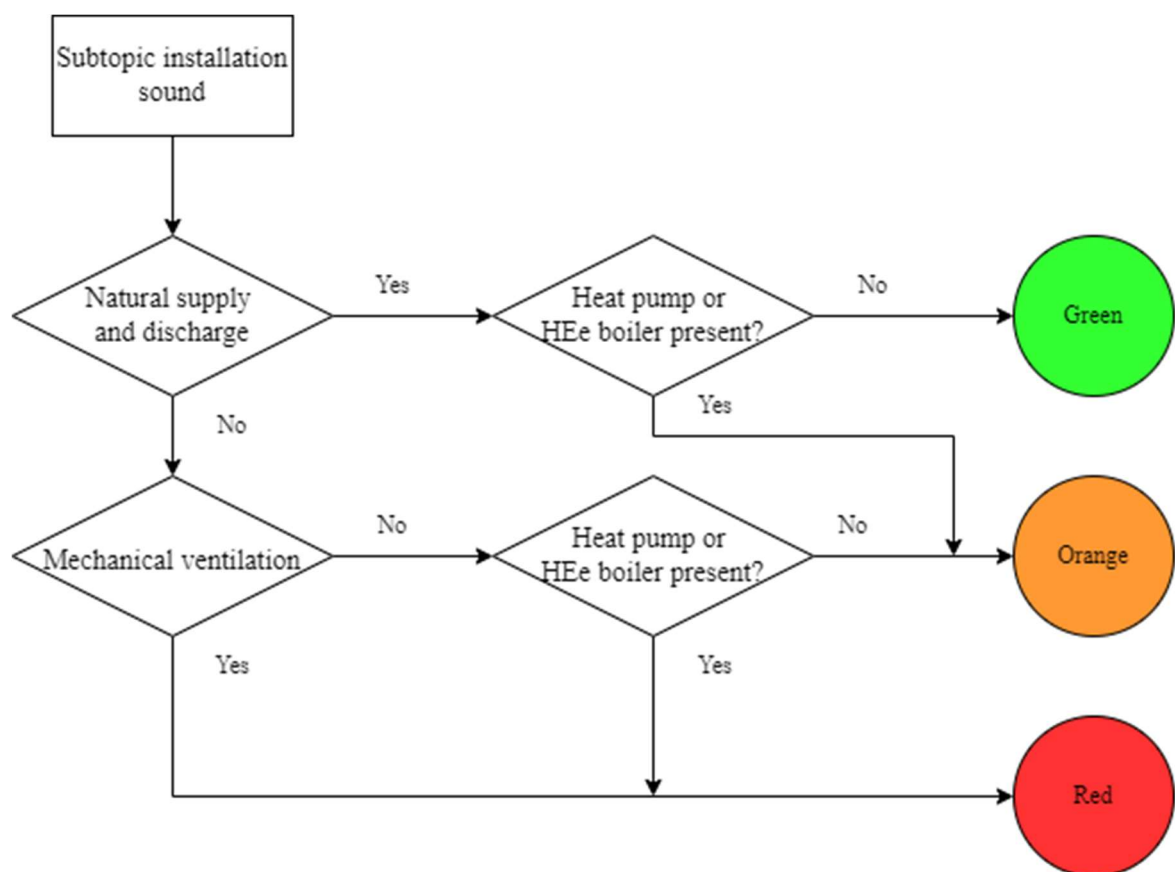 Subtopic installation
sound
Natural supply
and discharge
Yes
Heat pump or
HEe boiler present?
No
Green
No
Yes
Mechanical ventilation
No
Heat pump or
HEe boiler present?
No
Orange
Yes
Yes
Red